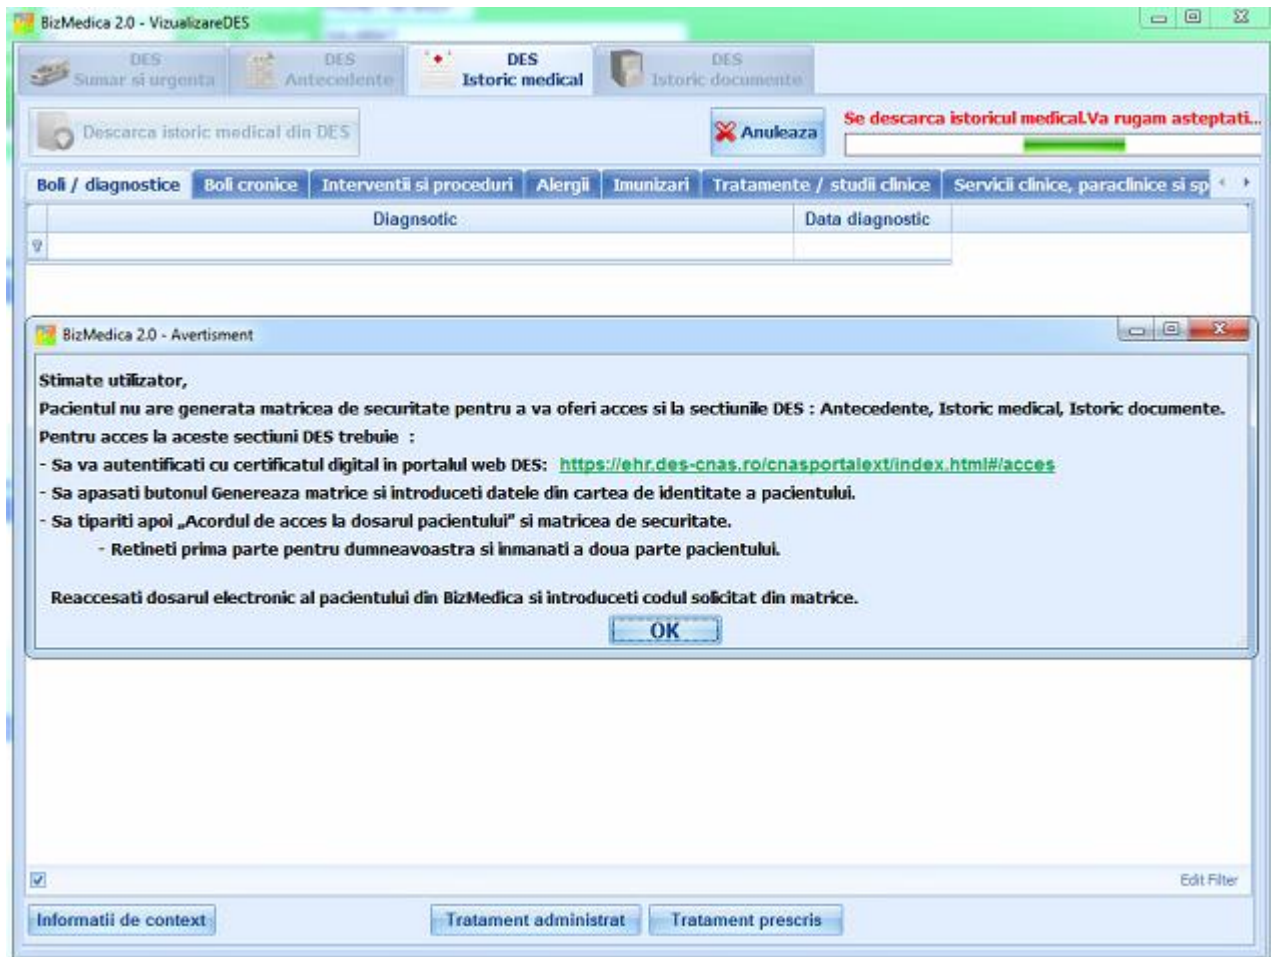 BizMedica 2.0 - VizualizareDES
DES
Sumar si urgenta
DES
Antecedente
DES
Istoric medical
DES
Istoric documente
Descarca istoric medical din DES
Anuleaza
Se descarca istoricul medical.Va rugam asteptati...
Boli / diagnostice
Boli cronice
Interventii si proceduri
Alergii
Imunizari
Tratamente / studii clinice
Servicii clinice, paraclinice si sp
Diagnsotic
Data diagnostic
BizMedica 2.0 - Avertisment
Stimate utilizator,
Pacientul nu are generata matricea de securitate pentru a va oferi acces si la sectiunile DES : Antecedente, Istoric medical, Istoric documente.
Pentru acces la aceste sectiuni DES trebuie :
- Sa va autentificati cu certificatul digital in portalul web DES: https://ehr.des-cnas.ro/cnasportalext/index.html#/acces
- Sa apasati butonul Genereaza matrice si introduceti datele din cartea de identitate a pacientului.
- Sa tipariti apoi „Acordul de acces la dosarul pacientului” si matricea de securitate.
- Retineti prima parte pentru dumneavoastra si inmanati a doua parte pacientului.
Reaccesati dosarul electronic al pacientului din BizMedica si introduceti codul solicitat din matrice.
OK
Edit Filter
Informatii de context
Tratament administrat
Tratament prescris